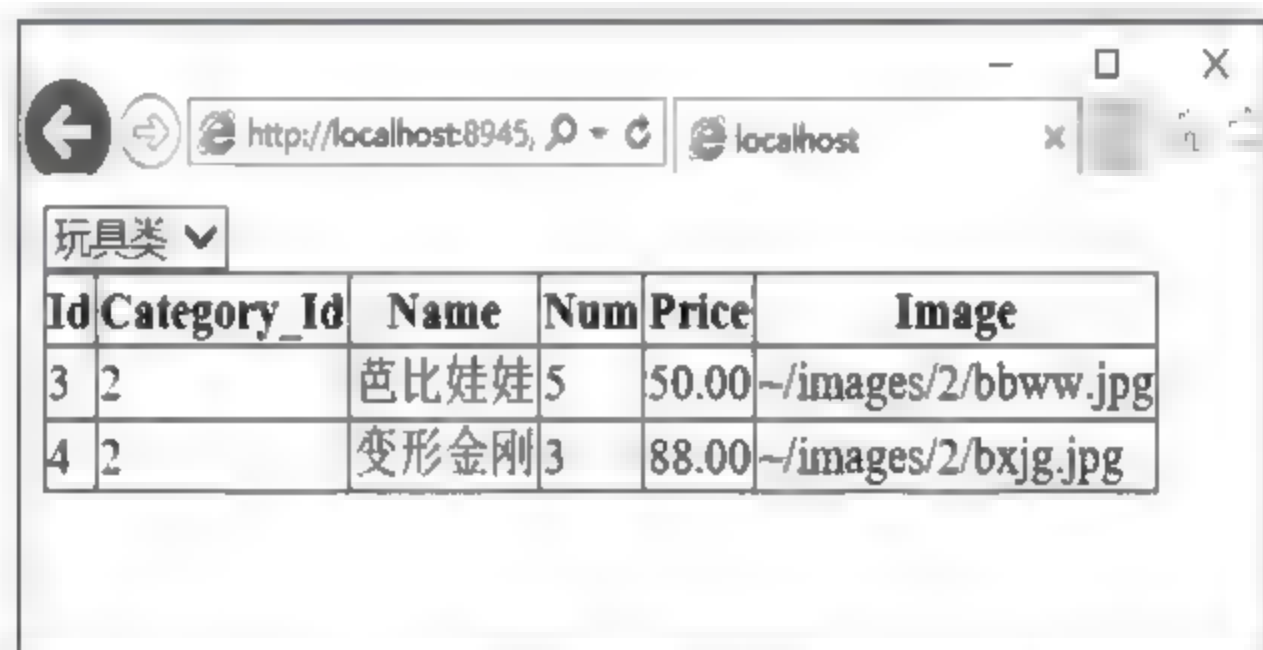 http://localhost:8945, localhost
玩具类
Id Category_Id Name Num Price Image
3 2 芭比娃娃 5 50.00 ~/images/2/bbww.jpg
4 2 变形金刚 3 88.00 ~/images/2/bxjg.jpg